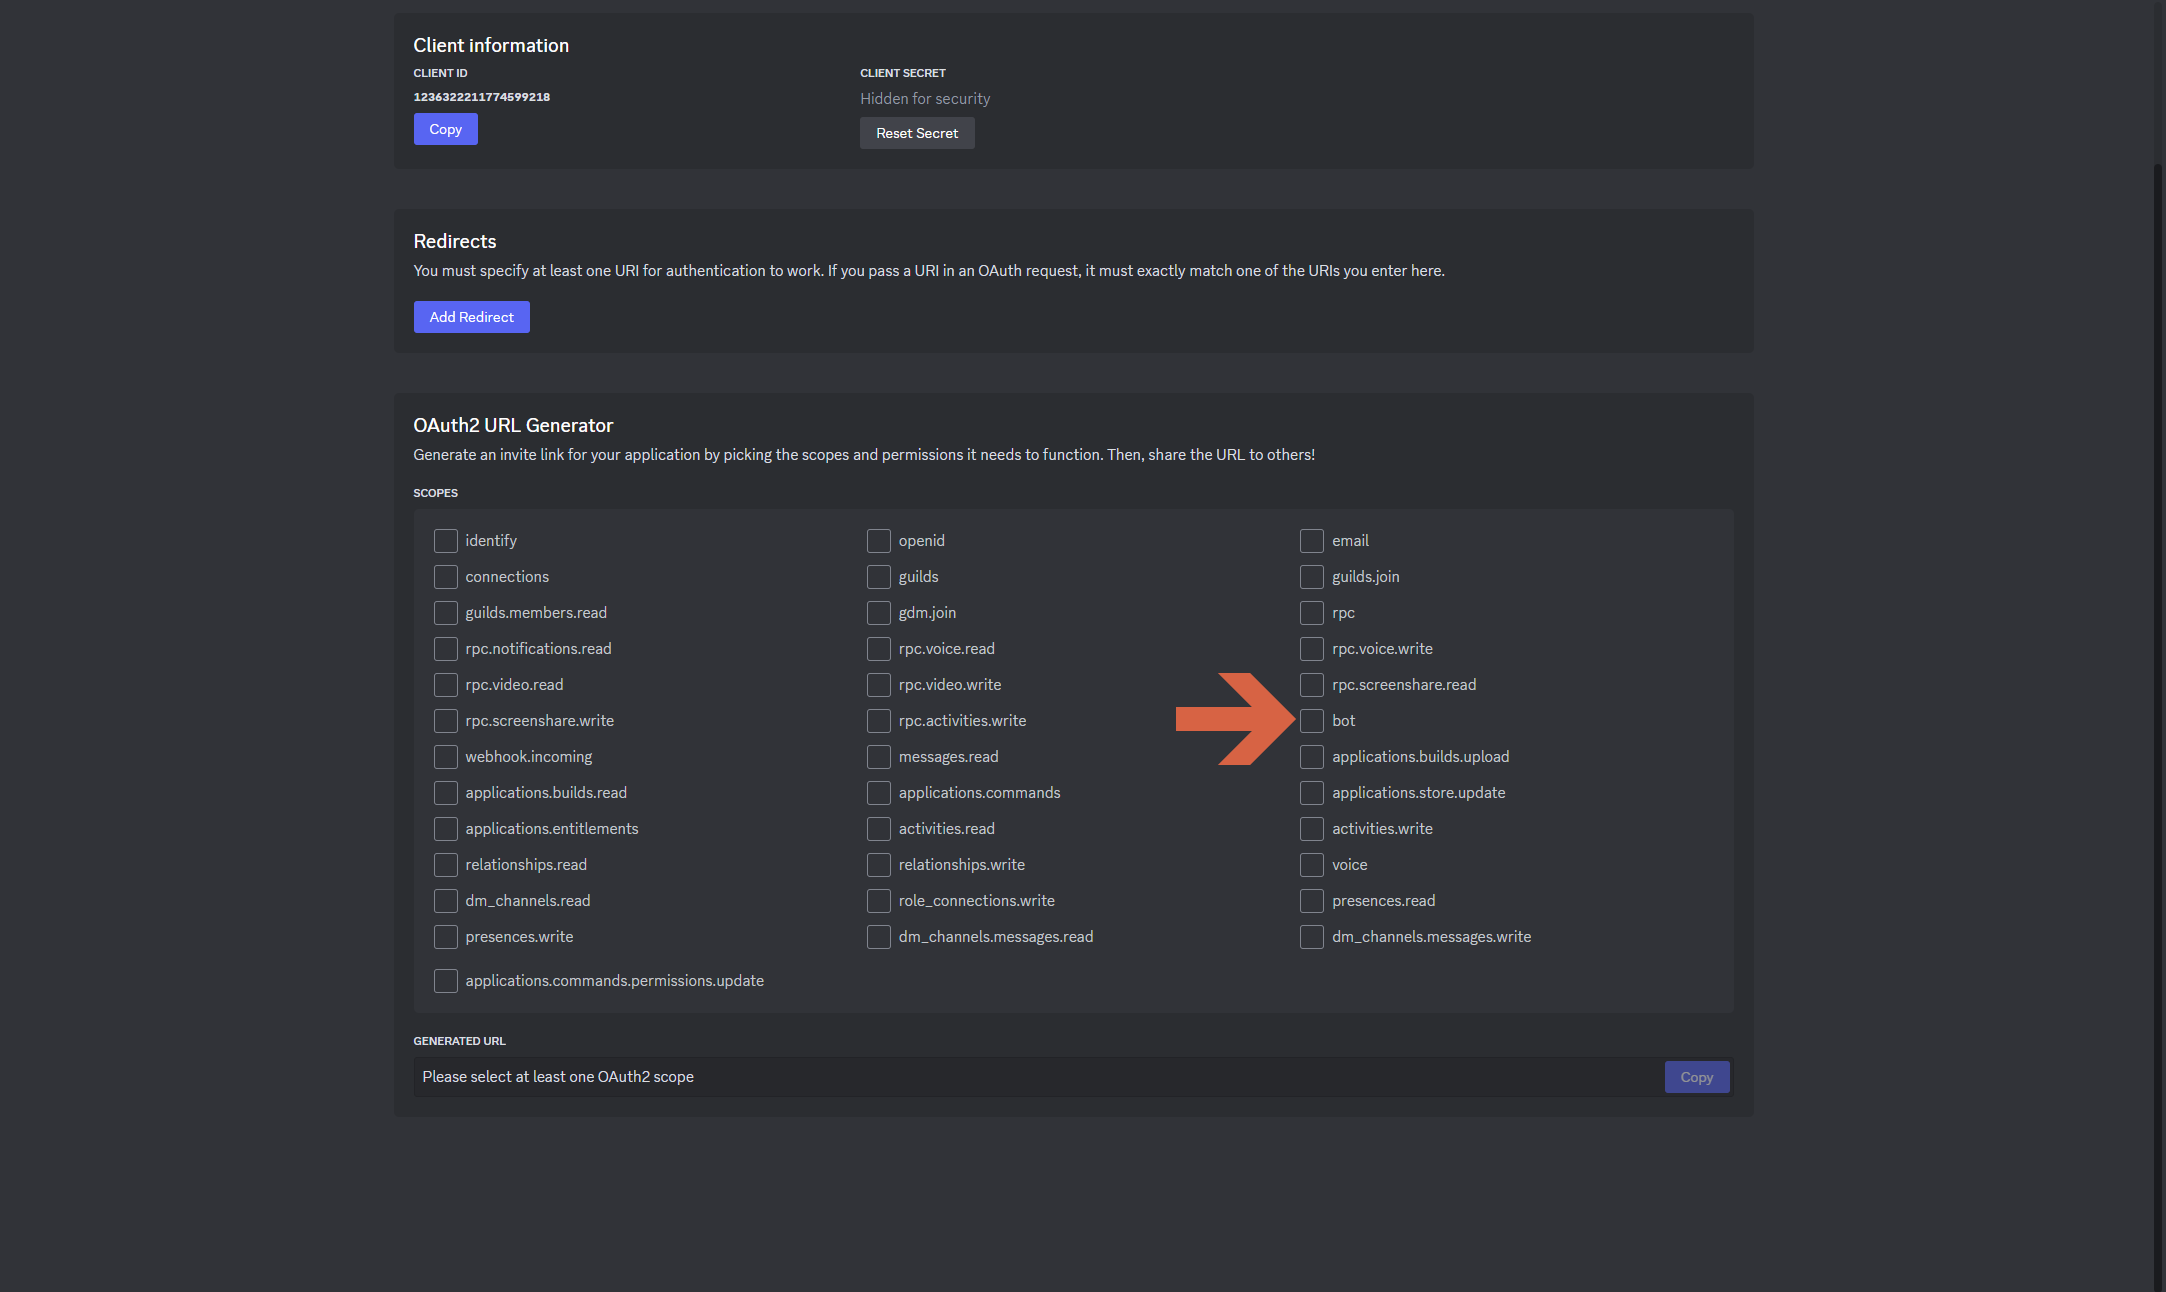 Client information
CLIENT ID
CLIENT SECRET
1236322211774599218
Hidden for security
Copy
Reset Secret
Redirects
You must specify at least one URI for authentication to work. If you pass a URI in an OAuth request, it must exactly match one of the URIs you enter here.
Add Redirect
OAuth2 URL Generator
Generate an invite link for your application by picking the scopes and permissions it needs to function. Then, share the URL to others!
SCOPES
identify
openid
email
connections
guilds
guilds.join
guilds.members.read
gdm.join
rpc
rpc.notifications.read
rpc.voice.read
rpc.voice.write
rpc.video.read
rpc.video.write
rpc.screenshare.read
rpc.screenshare.write
rpc.activities.write
bot
webhook.incoming
messages.read
applications.builds.upload
applications.builds.read
applications.commands
applications.store.update
applications.entitlements
activities.read
activities.write
relationships.read
relationships.write
voice
dm_channels.read
role_connections.write
presences.read
presences.write
dm_channels.messages.read
dm_channels.messages.write
applications.commands.permissions.update
GENERATED URL
Please select at least one OAuth2 scope
Copy